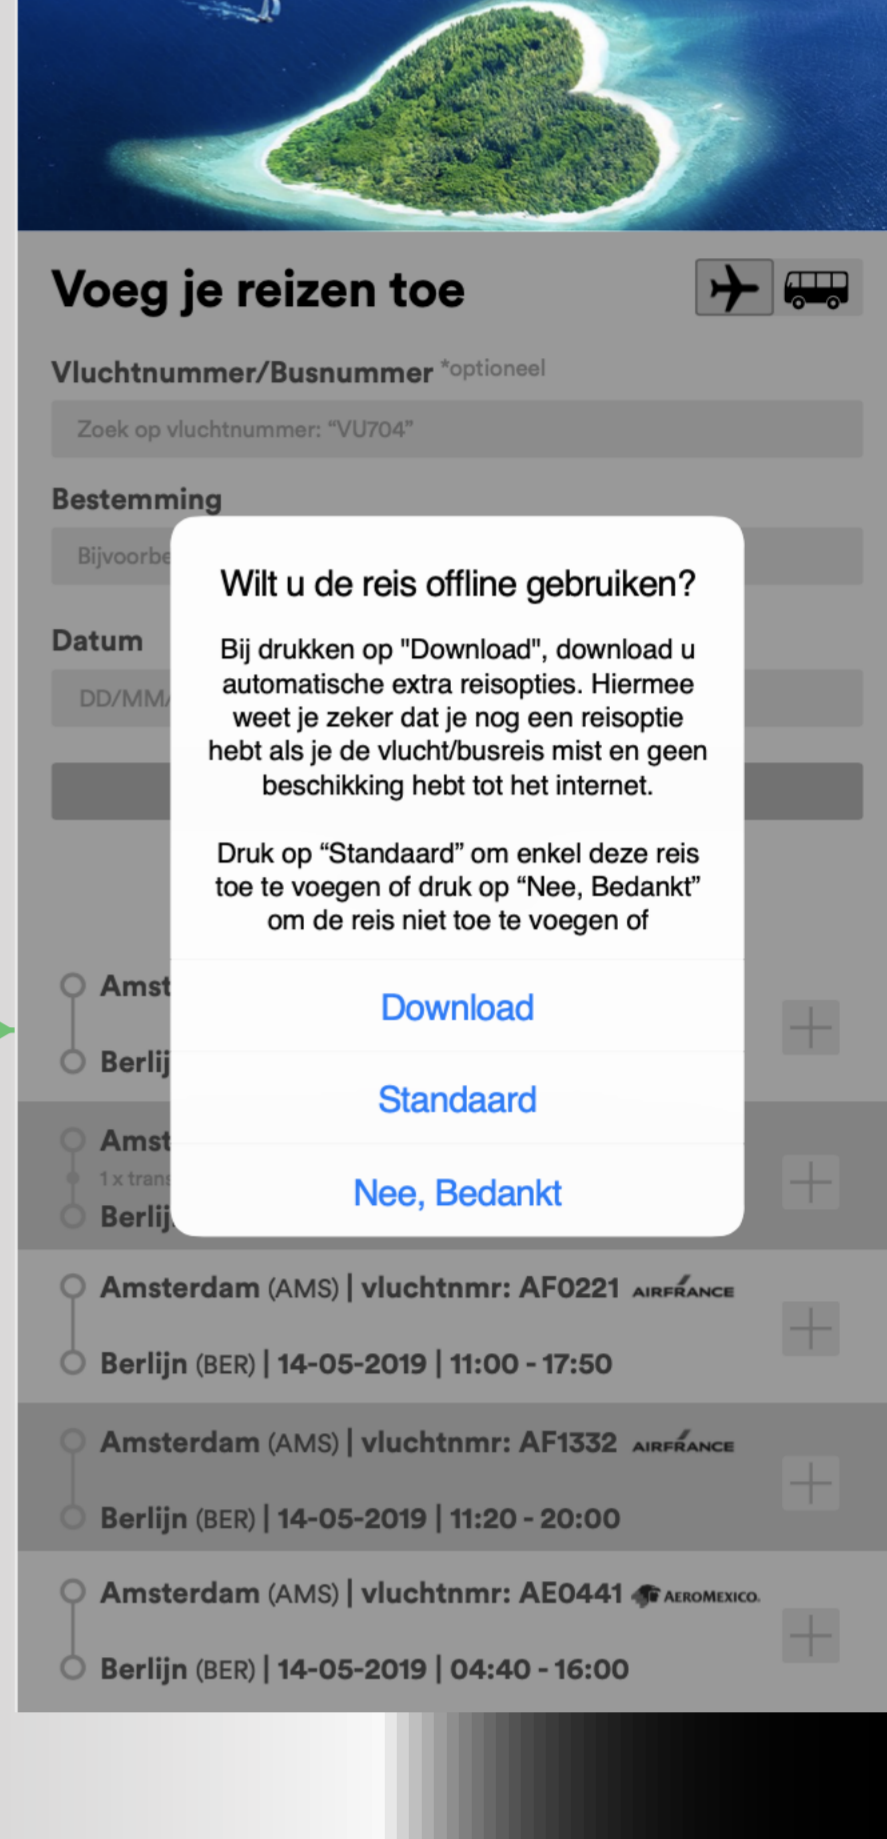 Voeg je reizen toe
Vluchtnummer/Busnummer *optioneel
Zoek op vluchtnummer: “VU704”
Bestemming
Datum
DD/MM/
Wilt u de reis offline gebruiken?
Bij drukken op "Download", download u
automatische extra reisopties. Hiermee
weet je zeker dat je nog een reisoptie
hebt als je de vlucht/busreis mist en geen
beschikking hebt tot het internet.
Druk op “Standaard” om enkel deze reis
toe te voegen of druk op “Nee, Bedankt”
om de reis niet toe te voegen of
Download
Standaard
Nee, Bedankt
1 x
Amsterdam (AMS) | vluchtnmr: AF0221 AIRFRANCE
Berlijn (BER) | 14-05-2019 | 11:00 - 17:50
Amsterdam (AMS) | vluchtnmr: AF1332 AIRFRANCE
Berlijn (BER) | 14-05-2019 | 11:20 - 20:00
Amsterdam (AMS) | vluchtnmr: AE0441 AEROMEXICO.
Berlijn (BER) | 14-05-2019 | 04:40 - 16:00